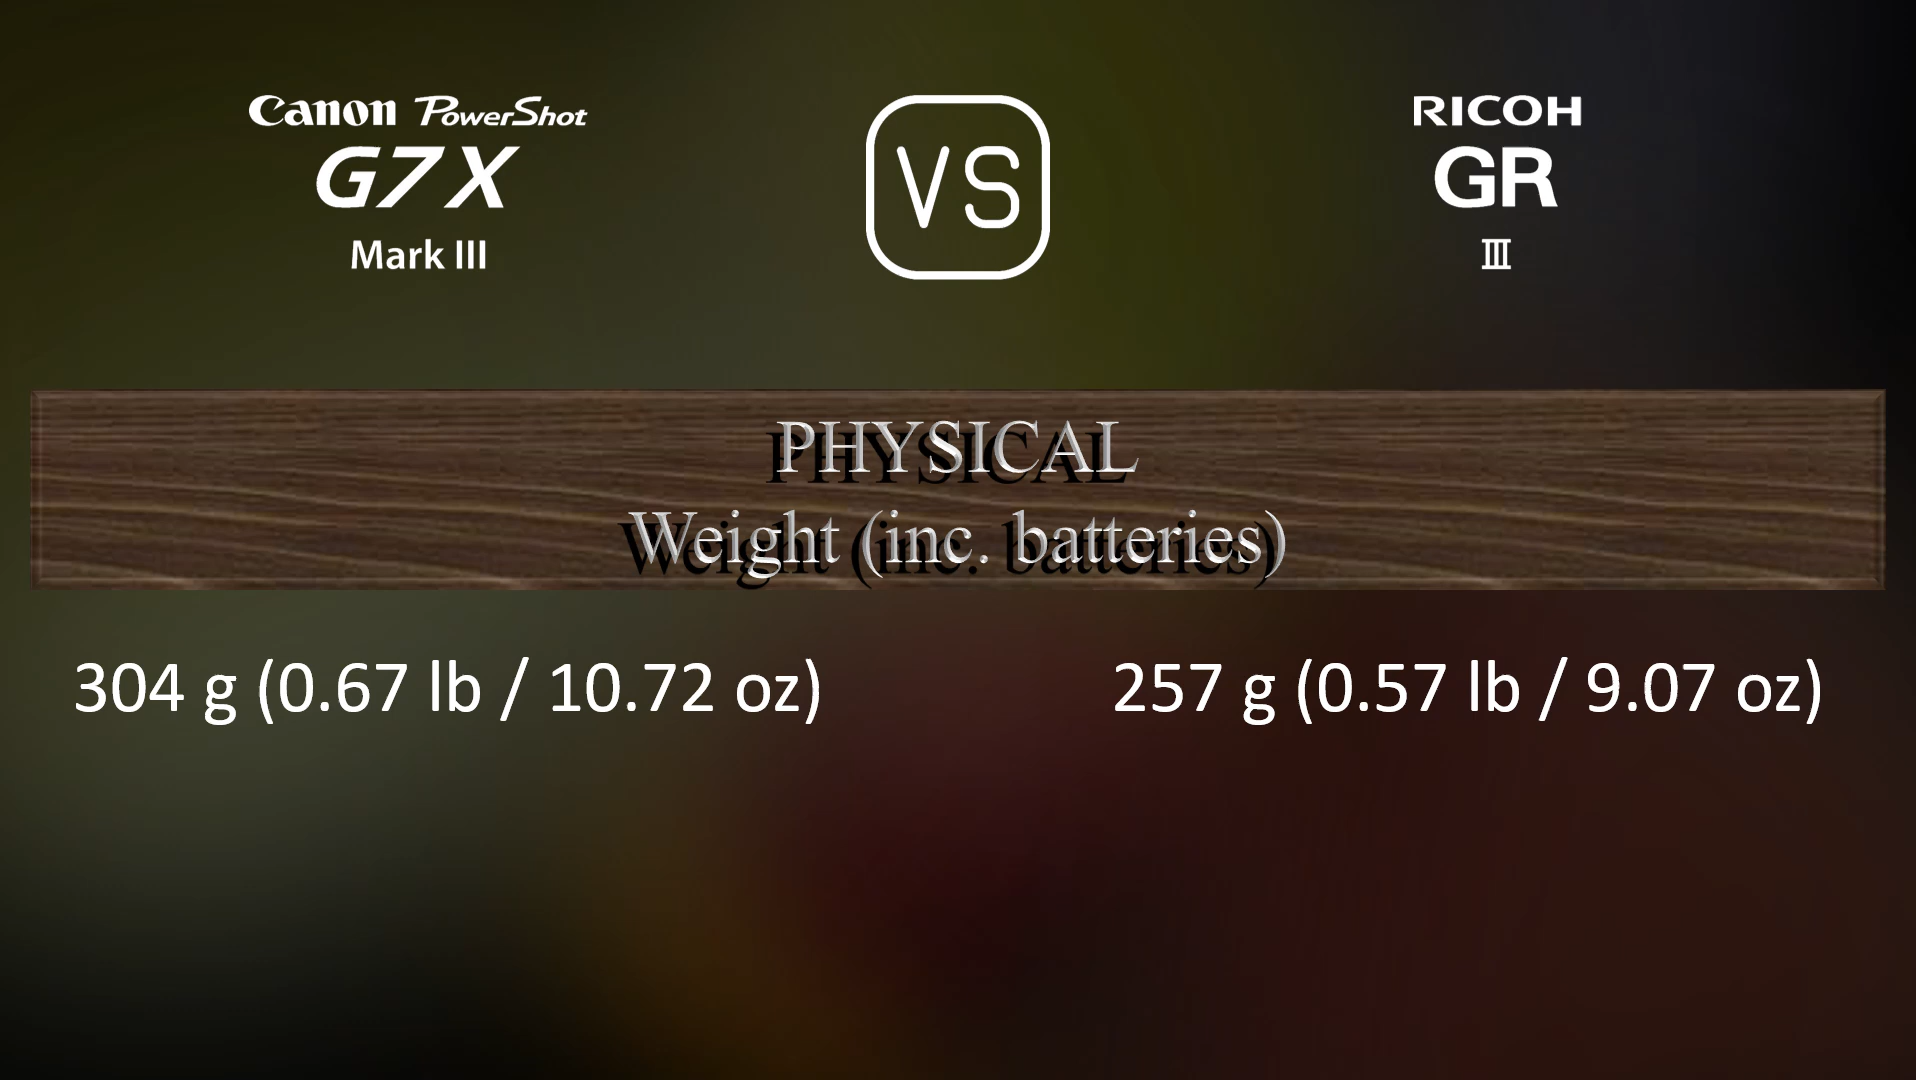 Canon PowerShot
G7 X
Mark III
VS
RICOH
GR
III
PHYSICAL
Weight (inc. batteries)
304 g (0.67 lb / 10.72 oz)
257 g (0.57 lb / 9.07 oz)